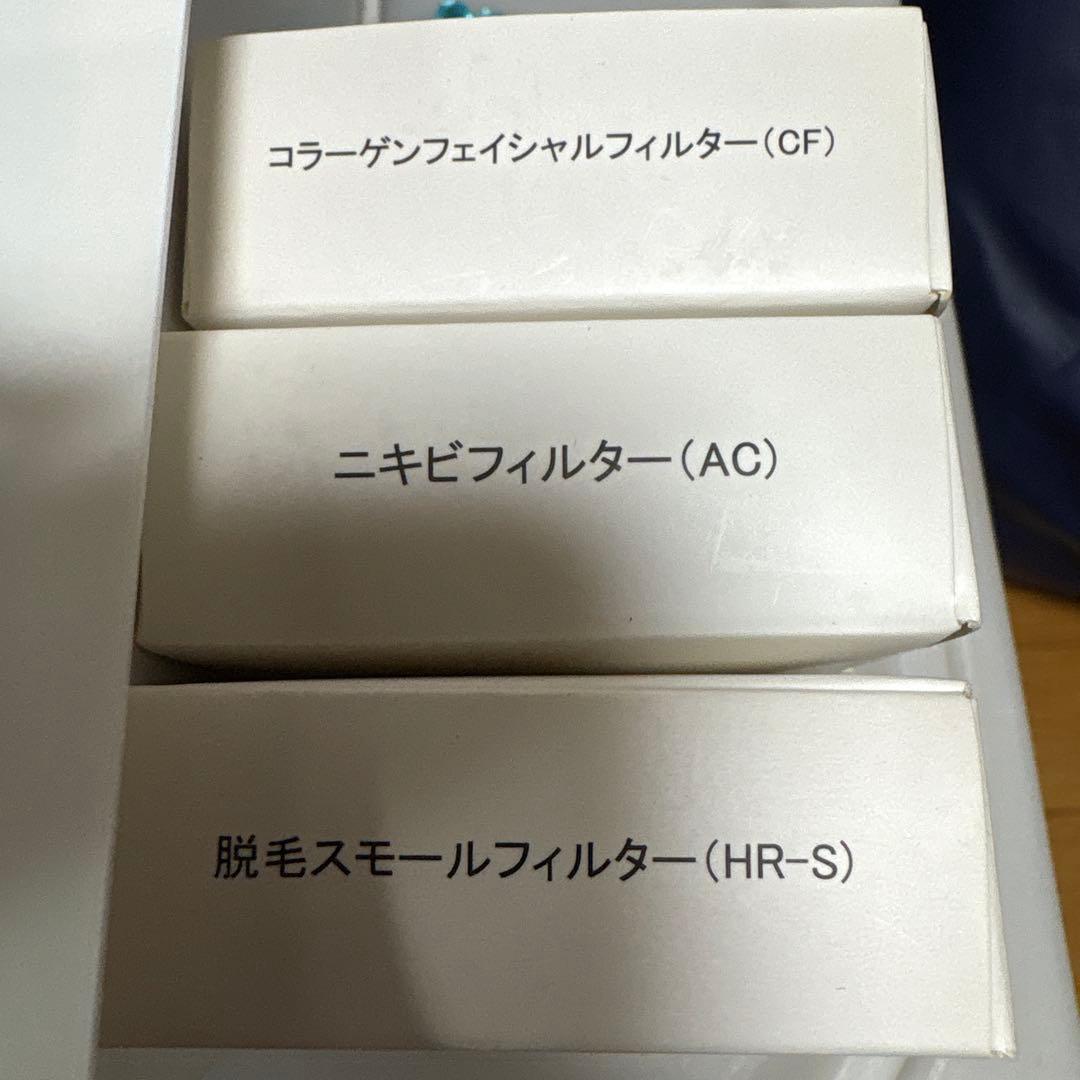 コラーゲンフェイシャルフィルター(CF)
ニキビフィルター(AC)
脱毛スモールフィルター(HR-S)